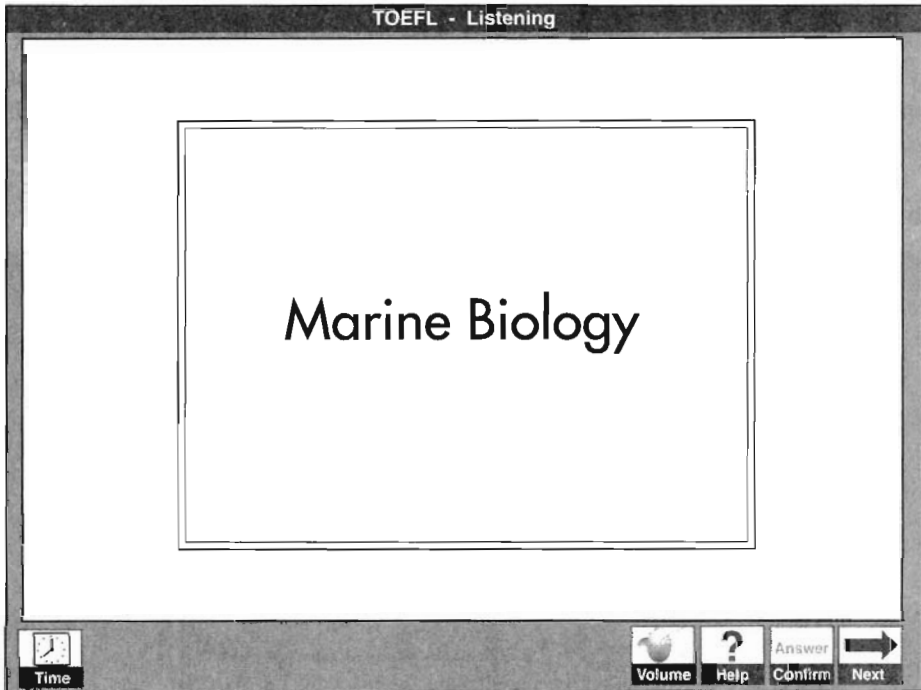 TOEFL - Listening
Marine Biology
Time
Volume
?
Help
Answer
Confirm
Next